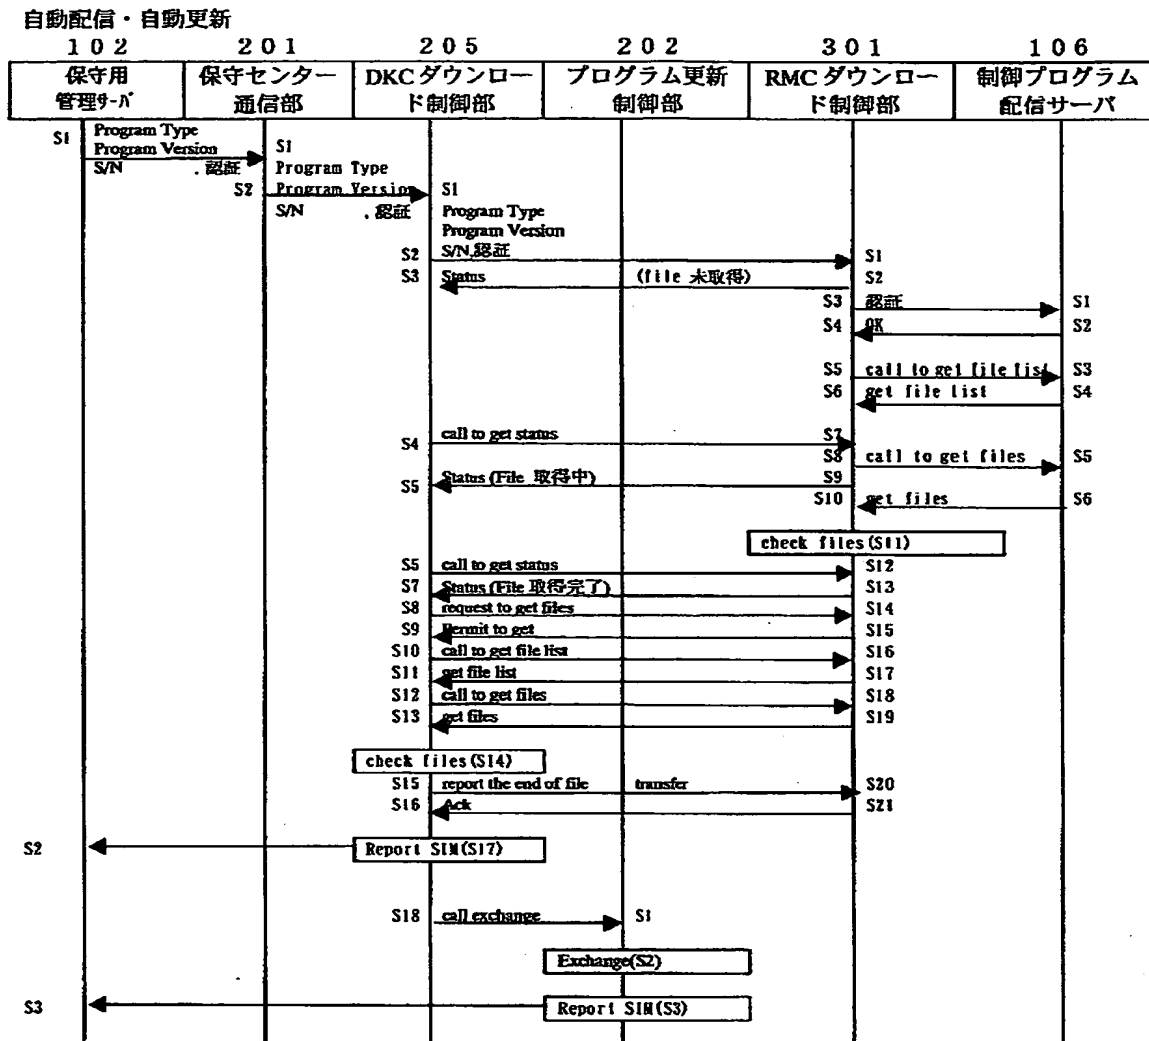 自動配信・自動更新
102 201 205 202 301 106
保守用 保守センター DKCダウンロー プログラム更新 RMCダウンロー 制御プログラム
管理サーバ 通信部 ド制御部 制御部 ド制御部 配信サーバ
S1 Program Type
Program Version S1
S/N ,認証 Program Type
S2 Program Version S1
S/N ,認証 Program Type
Program Version
S2 S/N,認証 S1
S3 Status (file 未取得) S2
S3 認証 S1
S4 OK S2
S5 call to get file list S3
S6 get file list S4
S4 call to get status S7
S8 call to get files S5
S5 Status (File 取得中) S9
S10 get files S6
check files(S11)
S5 call to get status S12
S7 Status (File 取得完了) S13
S8 request to get files S14
S9 Permit to get S15
S10 call to get file list S16
S11 get file list S17
S12 call to get files S18
S13 get files S19
check files(S14)
S15 report the end of file transfer S20
S16 Ack S21
S2 Report SIM(S17)
S18 call exchange S1
Exchange(S2)
S3 Report SIM(S3)